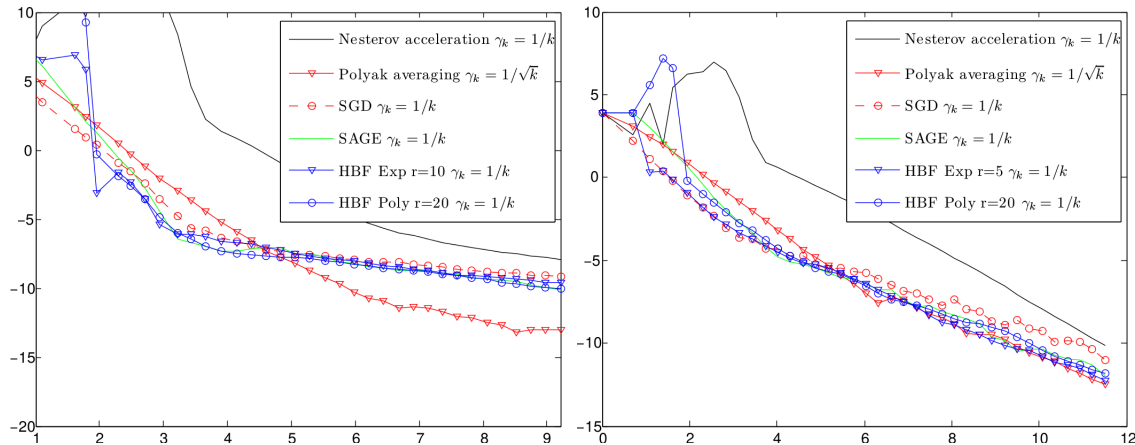 10
5
0
−5
−10
−15
−20
1
2
3
4
5
6
7
8
9
Nesterov acceleration γk = 1/k
Polyak averaging γk = 1/√k
SGD γk = 1/k
SAGE γk = 1/k
HBF Exp r=10 γk = 1/k
HBF Poly r=20 γk = 1/k
10
5
0
−5
−10
−15
0
2
4
6
8
10
12
Nesterov acceleration γk = 1/k
Polyak averaging γk = 1/√k
SGD γk = 1/k
SAGE γk = 1/k
HBF Exp r=5 γk = 1/k
HBF Poly r=20 γk = 1/k